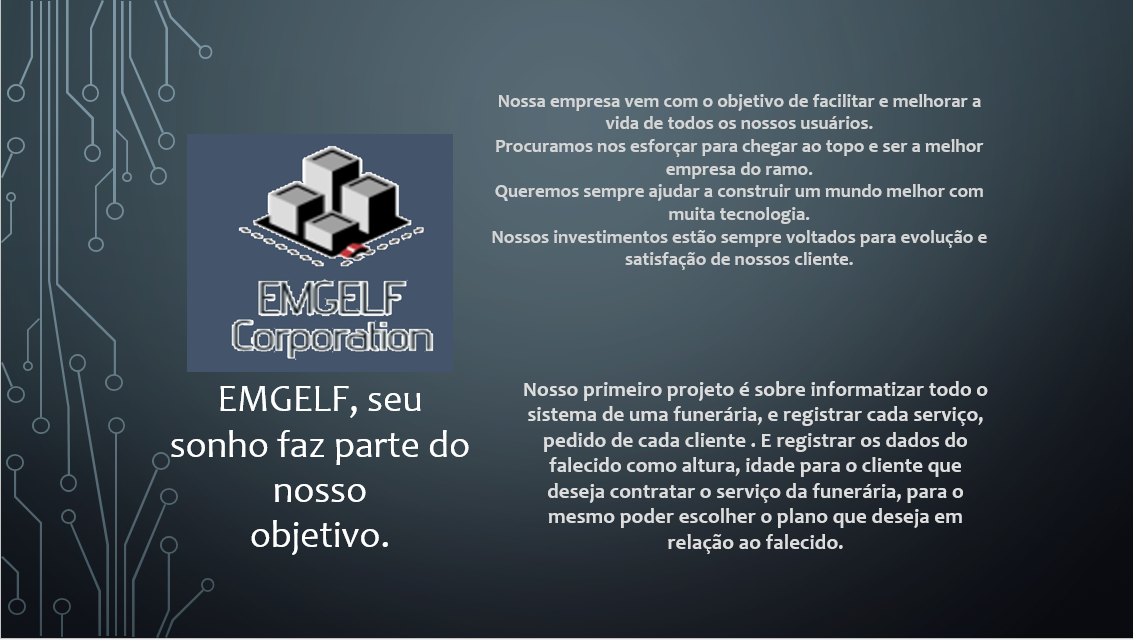 EMGELF
Corporation
EMGELF, seu
sonho faz parte do
nosso
objetivo.
Nossa empresa vem com o objetivo de facilitar e melhorar a
vida de todos os nossos usuários.
Procuramos nos esforçar para chegar ao topo e ser a melhor
empresa do ramo.
Queremos sempre ajudar a construir um mundo melhor com
muita tecnologia.
Nossos investimentos estão sempre voltados para evolução e
satisfação de nossos cliente.
Nosso primeiro projeto é sobre informatizar todo o
sistema de uma funerária, e registrar cada serviço,
pedido de cada cliente . E registrar os dados do
falecido como altura, idade para o cliente que
deseja contratar o serviço da funerária, para o
mesmo poder escolher o plano que deseja em
relação ao falecido.